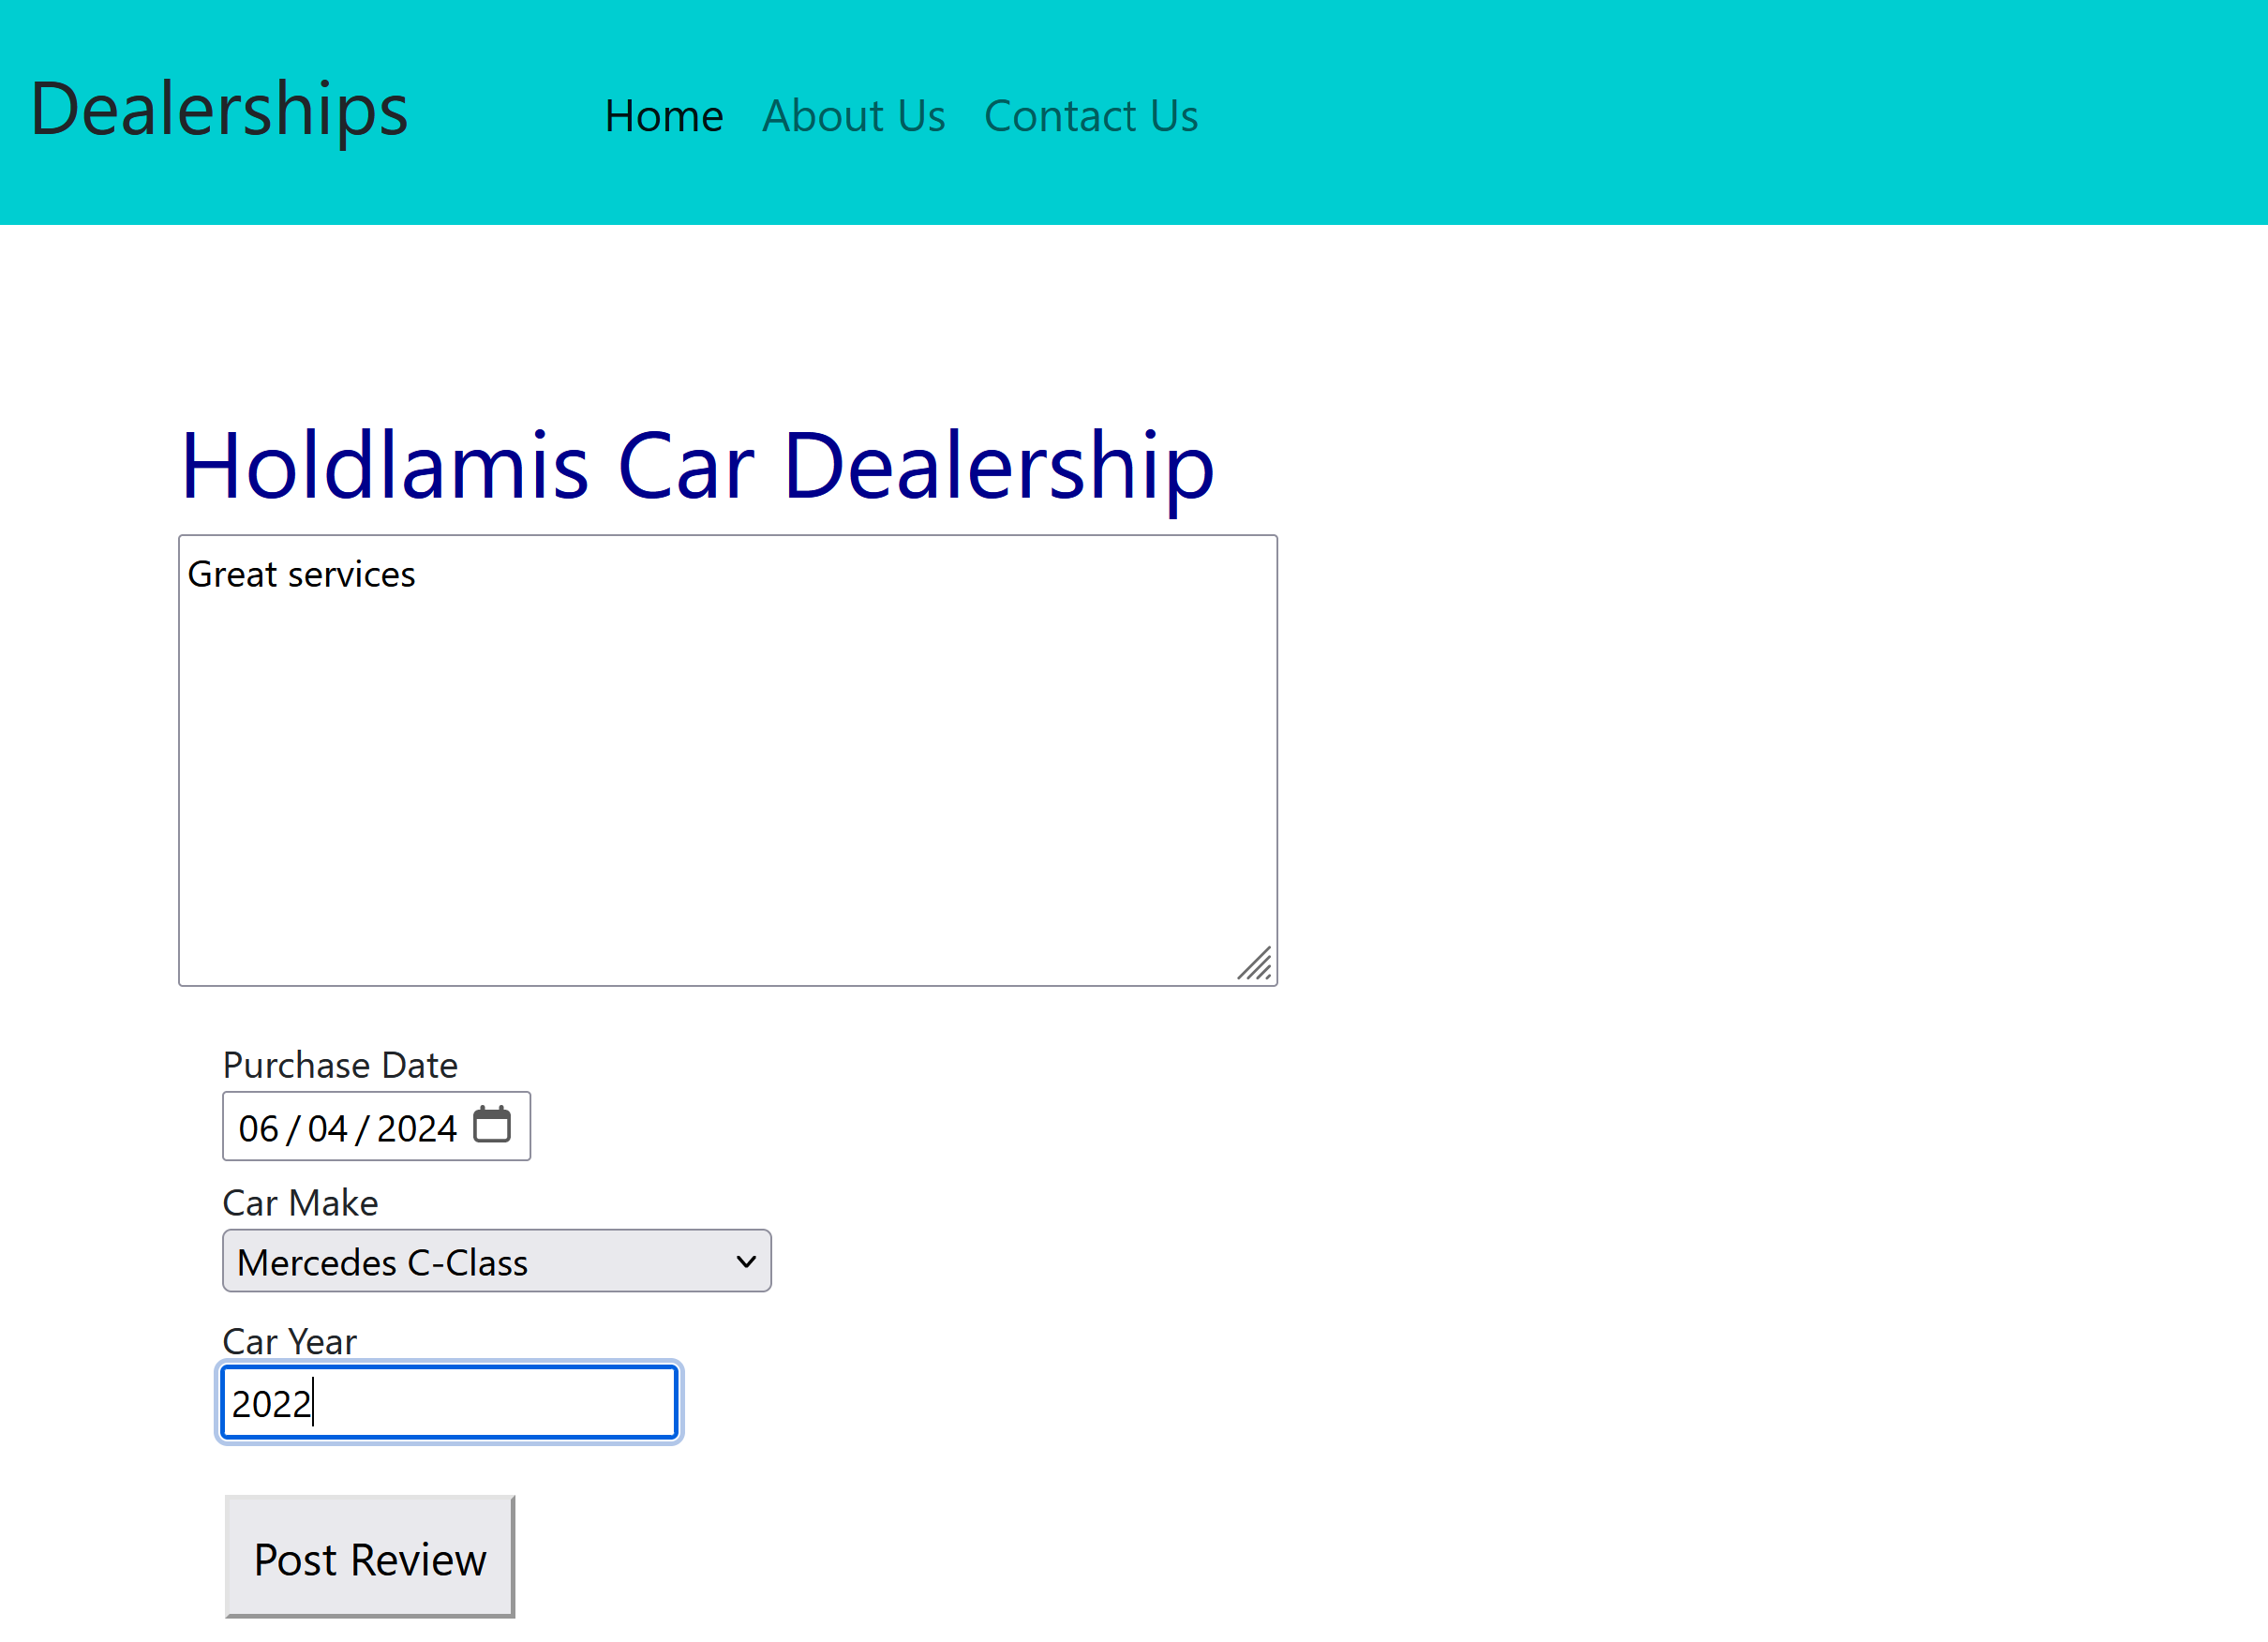 Dealerships Home About Us Contact Us
Holdlamis Car Dealership
Great services
Purchase Date
06/04/2024
Car Make
Mercedes C-Class
Car Year
2022
Post Review